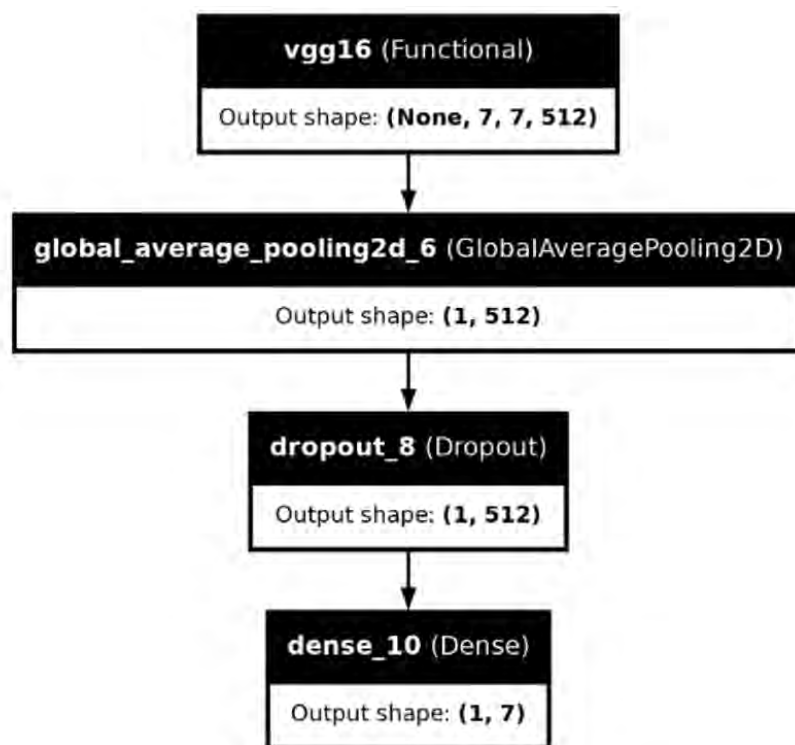 vgg16 (Functional)
Output shape: (None, 7, 7, 512)
global_average_pooling2d_6 (GlobalAveragePooling2D)
Output shape: (1, 512)
dropout_8 (Dropout)
Output shape: (1, 512)
dense_10 (Dense)
Output shape: (1, 7)